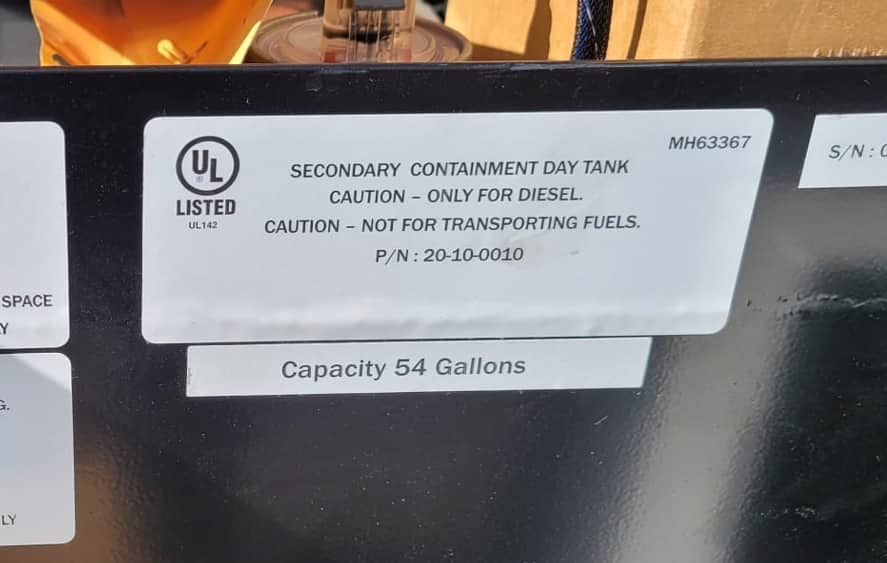 UL
®
LISTED
UL142
MH63367
SECONDARY CONTAINMENT DAY TANK
CAUTION – ONLY FOR DIESEL.
CAUTION – NOT FOR TRANSPORTING FUELS.
P/N : 20-10-0010
Capacity 54 Gallons
S/N :
SPACE
Y
G.
LY